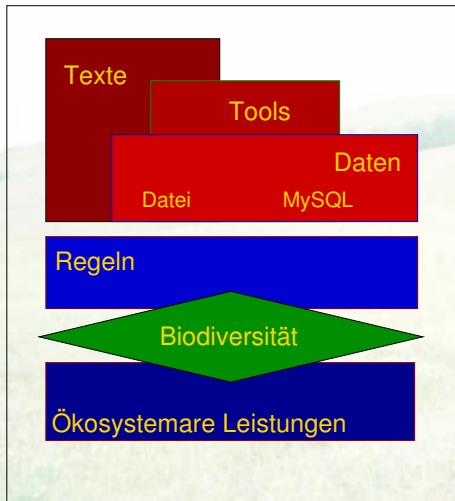 Texte
Tools
Daten
Datei MySQL
Regeln
Biodiversität
Ökosystemare Leistungen